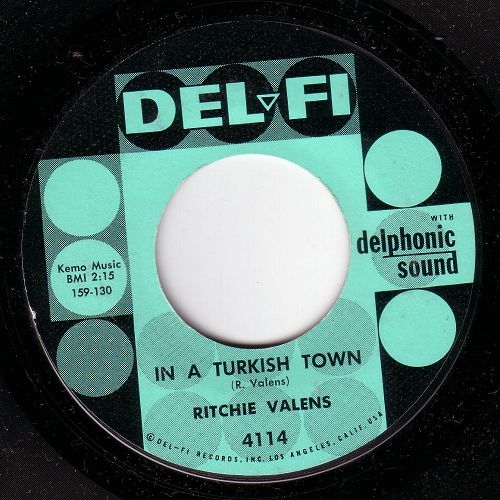 DEL-FI
WITH
delphonic
sound
Kemo Music
BMI 2:15
159-130
IN A TURKISH TOWN
(R. Valens)
RITCHIE VALENS
4114
© DEL-FI RECORDS, INC. LOS ANGELES, CALIF. USA